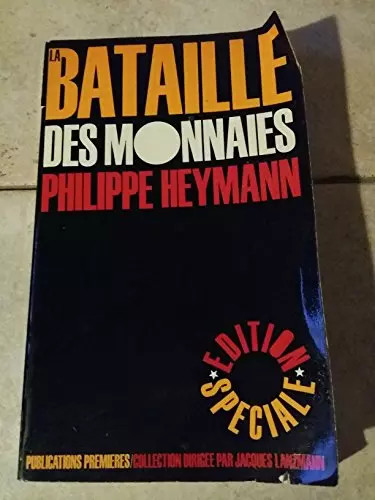 LA
BATAILLE
DES MONNAIES
PHILIPPE HEYMANN
EDITION
SPECIALE
PUBLICATIONS PREMIERES/COLLECTION DIRIGEE PAR JACQUES LANZMANN